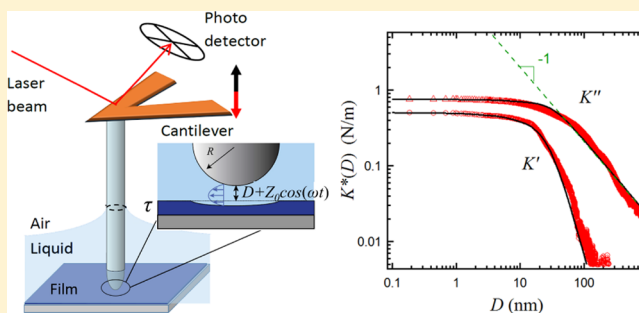 Photo
detector
Laser
beam
Cantilever
R
D+Z₀cos(ωt)
τ
Air
Liquid
Film
K*(D) (N/m)
1
0.1
0.01
-1
K″
K′
0.1 1 10 100
D (nm)